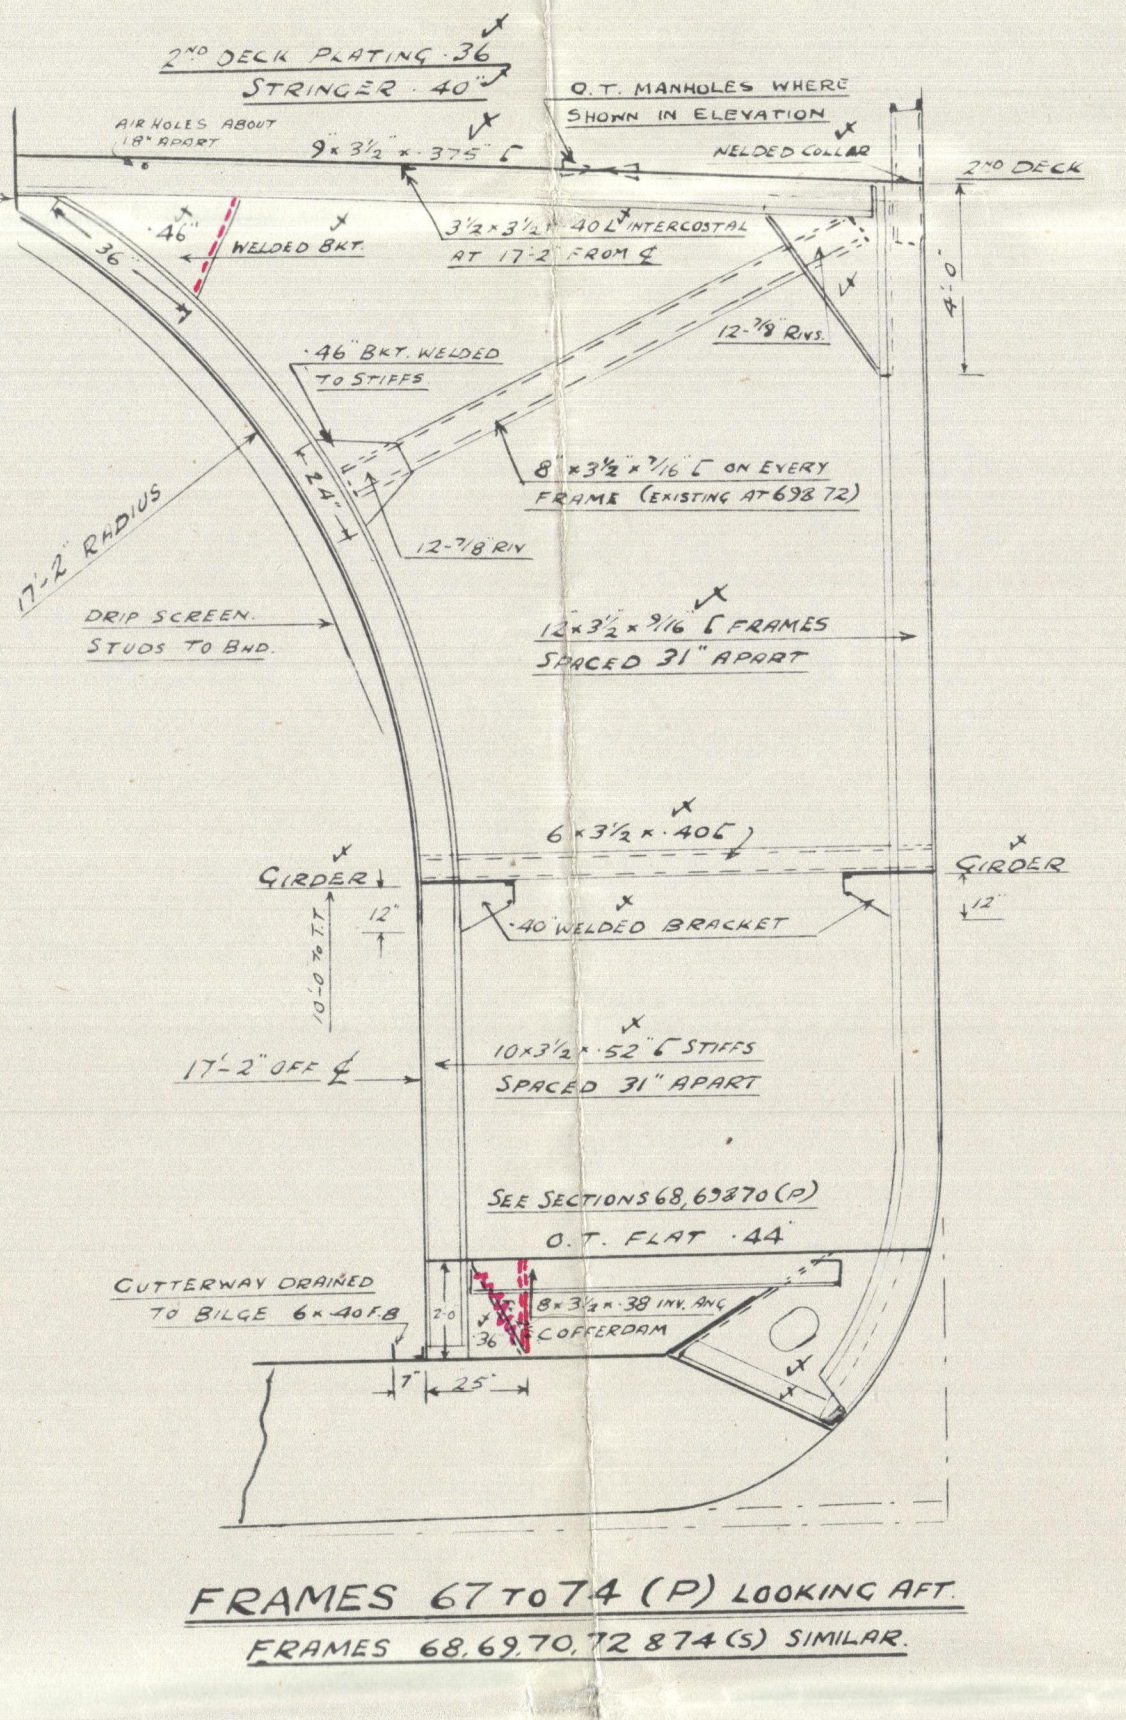 2ND DECK PLATING .36
STRINGER .40"
O.T. MANHOLES WHERE
SHOWN IN ELEVATION
AIR HOLES ABOUT
18" APART
9" x 3½" x .375" [
WELDED COLLAR
2ND DECK
.46"
WELDED BKT.
36"
3½ x 3½ x .40 L INTERCOSTAL
AT 17'-2" FROM ℄
4'-0"
12-⅞" RIVS.
.46" BKT. WELDED
TO STIFFS.
8" x 3½" x 7/16" [ ON EVERY
FRAME (EXISTING AT 69 & 72)
24"
12-⅞" RIV
17'-2" RADIUS
DRIP SCREEN.
STUDS TO BHD.
12" x 3½" x 9/16" [ FRAMES
SPACED 31" APART
6 x 3½ x .40 [
GIRDER
GIRDER
12"
12"
.40" WELDED BRACKET
10'-0 TO T.T
10 x 3½ x .52" [ STIFFS
SPACED 31" APART
17'-2" OFF ℄
SEE SECTIONS 68, 69 & 70 (P)
O.T. FLAT .44"
GUTTERWAY DRAINED
TO BILGE 6 x .40 F.B
2-0
8 x 3½ x .38 INV. ANG
.36
COFFERDAM
7"
25"
FRAMES 67 TO 74 (P) LOOKING AFT.
FRAMES 68, 69, 70, 72 & 74 (S) SIMILAR.